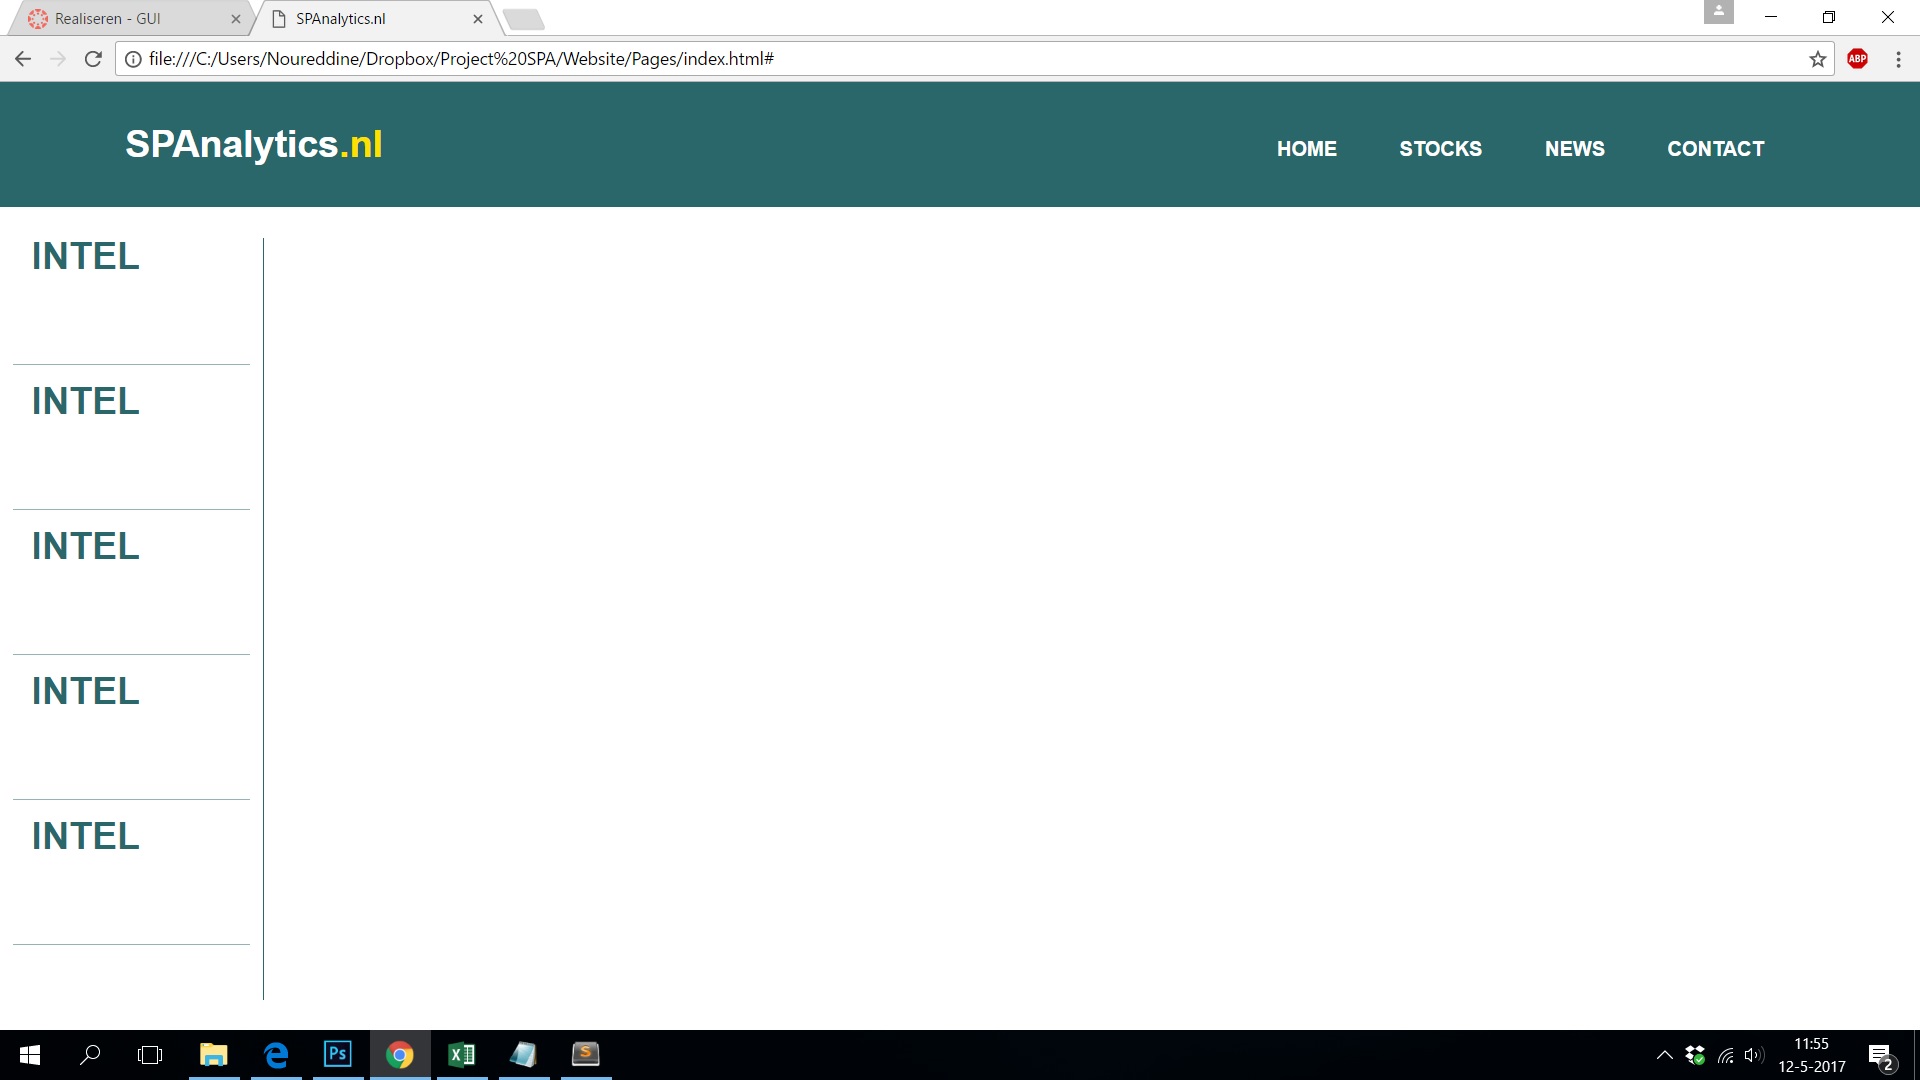 Realiseren - GUI
SPAnalytics.nl
file:///C:/Users/Noureddine/Dropbox/Project%20SPA/Website/Pages/index.html#
ABP
SPAnalytics.nl
HOME STOCKS NEWS CONTACT
INTEL
INTEL
INTEL
INTEL
INTEL
Ps
11:55
12-5-2017
2